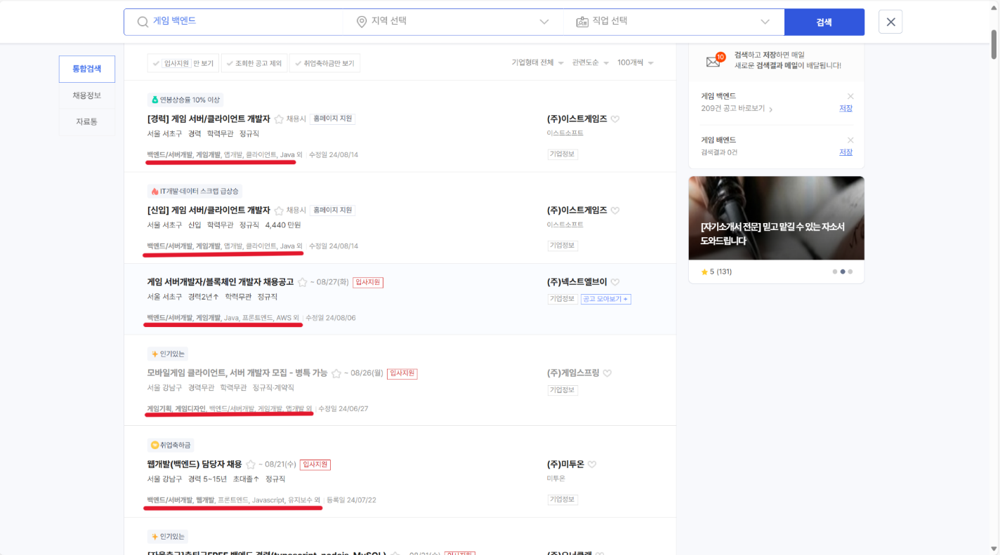 게임 백엔드
지역 선택
직업 선택
검색
통합검색
채용정보
자료통
입사지원 만 보기
조회한 공고 제외
취업축하금만 보기
기업형태 전체
관련도순
100개씩
연봉상승률 10% 이상
[경력] 게임 서버/클라이언트 개발자 채용시 홈페이지 지원
서울 서초구 경력 학력무관 정규직
백엔드/서버개발, 게임개발, 앱개발, 클라이언트, Java 외 수정일 24/08/14
(주)이스트게임즈
이스트소프트
기업정보
IT개발·데이터 스크랩 급상승
[신입] 게임 서버/클라이언트 개발자 채용시 홈페이지 지원
서울 서초구 신입 학력무관 정규직 4,440 만원
백엔드/서버개발, 게임개발, 앱개발, 클라이언트, Java 외 수정일 24/08/14
(주)이스트게임즈
이스트소프트
기업정보
게임 서버개발자/블록체인 개발자 채용공고 ~ 08/27(화) 입사지원
서울 서초구 경력2년↑ 학력무관 정규직
백엔드/서버개발, 게임개발, Java, 프론트엔드, AWS 외 수정일 24/08/06
(주)넥스트엘브이
기업정보 공고 모아보기 +
인기있는
모바일게임 클라이언트, 서버 개발자 모집 - 병특 가능 ~ 08/26(월) 입사지원
서울 강남구 경력무관 학력무관 정규직·계약직
게임기획, 게임디자인, 백엔드/서버개발, 게임개발, 앱개발 외 수정일 24/06/27
(주)게임스프링
기업정보
취업축하금
웹개발(백엔드) 담당자 채용 ~ 08/21(수) 입사지원
서울 강남구 경력 5~15년 초대졸↑ 정규직
백엔드/서버개발, 웹개발, 프론트엔드, Javascript, 유지보수 외 등록일 24/07/22
(주)미투온
미투온
기업정보
인기있는
10
검색하고 저장하면 매일
새로운 검색결과 메일이 배달됩니다!
게임 백엔드
209건 공고 바로보기
저장
게임 배엔드
검색결과 0건
저장
[자기소개서 전문] 믿고 맡길 수 있는 자소서
도와드립니다
5 (131)